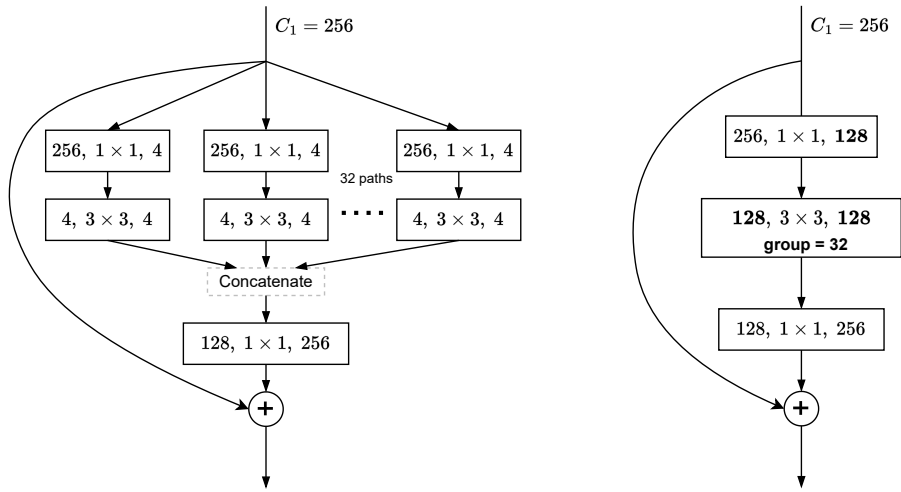 C₁ = 256
256, 1 × 1, 4
256, 1 × 1, 4
256, 1 × 1, 4
32 paths
4, 3 × 3, 4
4, 3 × 3, 4
4, 3 × 3, 4
Concatenate
128, 1 × 1, 256
+
C₁ = 256
256, 1 × 1, 128
128, 3 × 3, 128
group = 32
128, 1 × 1, 256
+